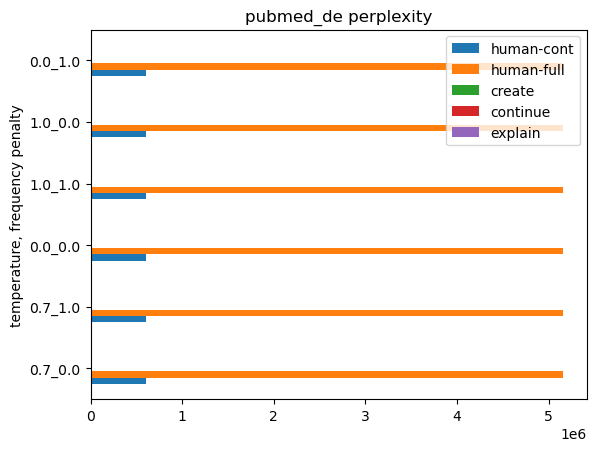 pubmed_de perplexity
human-cont
human-full
create
continue
explain
temperature, frequency penalty
0.0_1.0
1.0_0.0
1.0_1.0
0.0_0.0
0.7_1.0
0.7_0.0
0 1 2 3 4 5
1e6